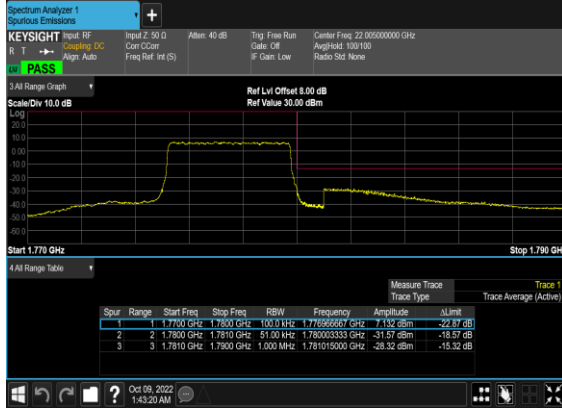 Spectrum Analyzer 1
Spurious Emissions
+
KEYSIGHT Input: RF Input Z: 50 Ω Atten: 40 dB Trig: Free Run Center Freq: 22.005000000 GHz
R T Coupling: DC Corr CCorr Gate: Off Avg|Hold: 100/100
Align: Auto Freq Ref: Int (S) IF Gain: Low Radio Std: None
PASS
3 All Range Graph
Ref Lvl Offset 8.00 dB
Scale/Div 10.0 dB Ref Value 30.00 dBm
Log
20.0
10.0
0.00
-10.0
-20.0
-30.0
-40.0
-50.0
-60.0
Start 1.770 GHz Stop 1.790 GH
4 All Range Table
Measure Trace Trace 1
Trace Type Trace Average (Active)
Spur Range Start Freq Stop Freq RBW Frequency Amplitude ΔLimit
1 1 1.7700 GHz 1.7800 GHz 100.0 kHz 1.776966667 GHz 7.132 dBm -22.87 dB
2 2 1.7800 GHz 1.7810 GHz 51.00 kHz 1.780003333 GHz -31.57 dBm -18.57 dB
3 3 1.7810 GHz 1.7900 GHz 1.000 MHz 1.781015000 GHz -28.32 dBm -15.32 dB
? Oct 09, 2022
1:43:20 AM